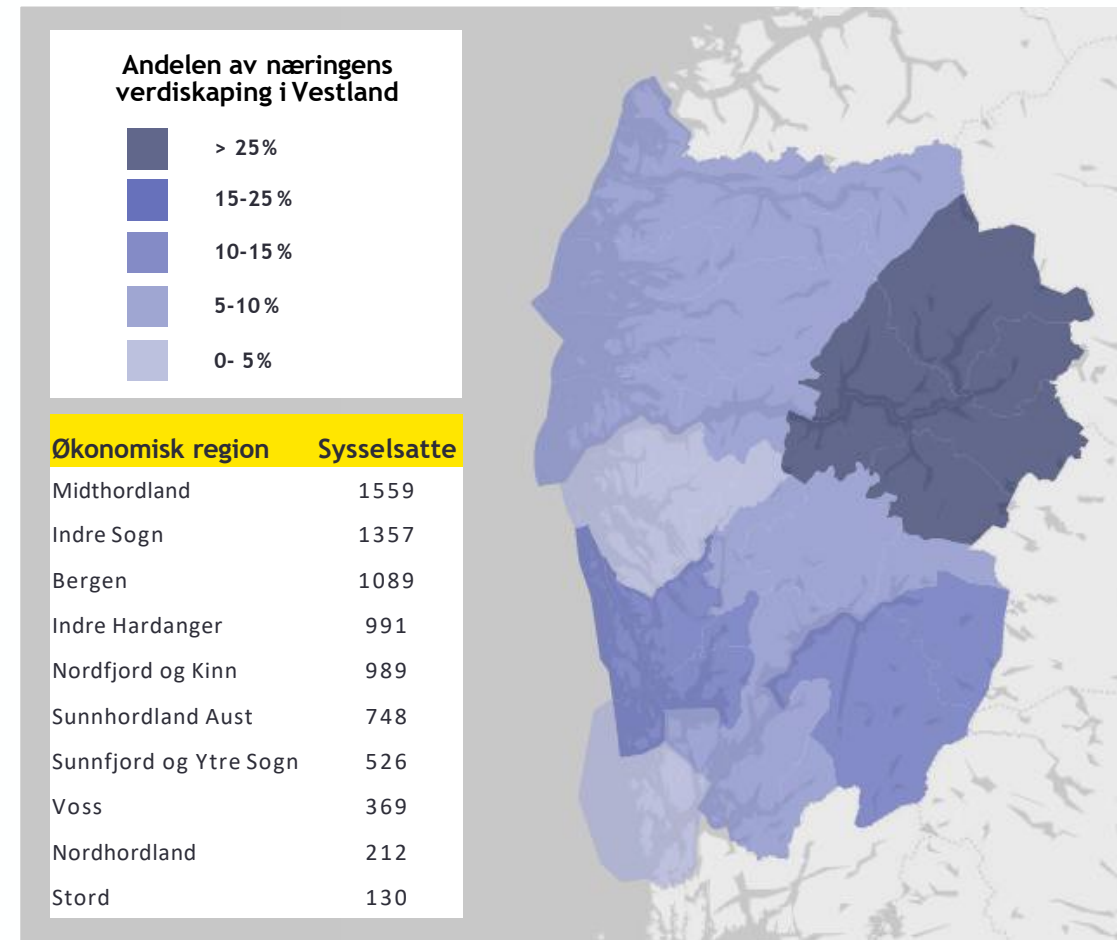 Andelen av næringens
verdiskaping i Vestland
> 25%
15-25%
10-15%
5-10%
0- 5%
Økonomisk region Sysselsatte
Midthordland 1559
Indre Sogn 1357
Bergen 1089
Indre Hardanger 991
Nordfjord og Kinn 989
Sunnhordland Aust 748
Sunnfjord og Ytre Sogn 526
Voss 369
Nordhordland 212
Stord 130